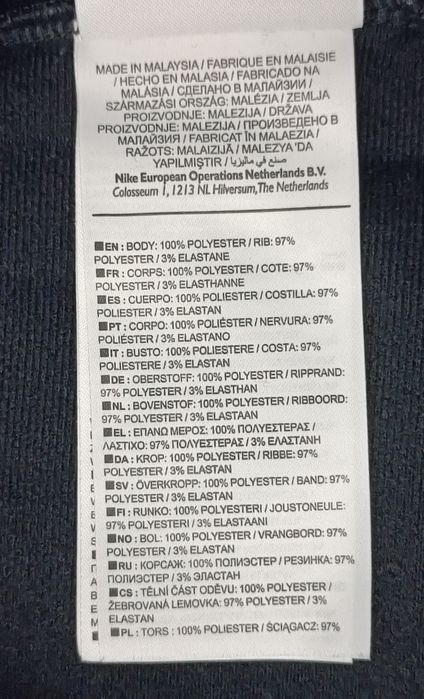 MADE IN MALAYSIA / FABRIQUE EN MALAISIE
/ HECHO EN MALASIA / FABRICADO NA
MALÁSIA / СДЕЛАНО В МАЛАЙЗИИ /
SZÁRMAZÁSI ORSZÁG: MALÉZIA / ZEMLJA
PROIZVODNJE: MALEZIJA / DRŽAVA
PROIZVODNJE: MALEZIJA / ПРОИЗВЕДЕНО В
МАЛАЙЗИЯ / FABRICAT ÎN MALAEZIA /
RAŽOTS: MALAIZIJĀ / MALEZYA 'DA
YAPILMIŞTIR / صنع في ماليزيا
Nike European Operations Netherlands B.V.
Colosseum 1, 1213 NL Hilversum, The Netherlands
EN : BODY: 100% POLYESTER / RIB: 97%
POLYESTER / 3% ELASTANE
FR : CORPS: 100% POLYESTER / COTE: 97%
POLYESTER / 3% ELASTHANNE
ES : CUERPO: 100% POLIESTER / COSTILLA: 97%
POLIESTER / 3% ELASTAN
PT : CORPO: 100% POLIÉSTER / NERVURA: 97%
POLIÉSTER / 3% ELASTANO
IT : BUSTO: 100% POLIESTERE / COSTA: 97%
POLIESTERE / 3% ELASTAN
DE : OBERSTOFF: 100% POLYESTER / RIPPRAND:
97% POLYESTER / 3% ELASTHAN
NL : BOVENSTOF: 100% POLYESTER / RIBBOORD:
97% POLYESTER / 3% ELASTAAN
EL : ΕΠΑΝΩ ΜΕΡΟΣ: 100% ΠΟΛΥΕΣΤΕΡΑΣ /
ΛΑΣΤΙΧΟ: 97% ΠΟΛΥΕΣΤΕΡΑΣ / 3% ΕΛΑΣΤΑΝΗ
DA : KROP: 100% POLYESTER / RIBBE: 97%
POLYESTER / 3% ELASTAN
SV : ÖVERKROPP: 100% POLYESTER / BAND: 97%
POLYESTER / 3% ELASTAN
FI : RUNKO: 100% POLYESTERI / JOUSTONEULE:
97% POLYESTERI / 3% ELASTAANI
NO : BOL: 100% POLYESTER / VRANGBORD: 97%
POLYESTER / 3% ELASTAN
RU : КОРСАЖ: 100% ПОЛИЭСТЕР / РЕЗИНКА: 97%
ПОЛИЭСТЕР / 3% ЭЛАСТАН
CS : TĚLNÍ ČÁST ODĚVU: 100% POLYESTER /
ŽEBROVANÁ LEMOVKA: 97% POLYESTER / 3%
ELASTAN
PL : TORS : 100% POLIESTER / ŚCIĄGACZ: 97%